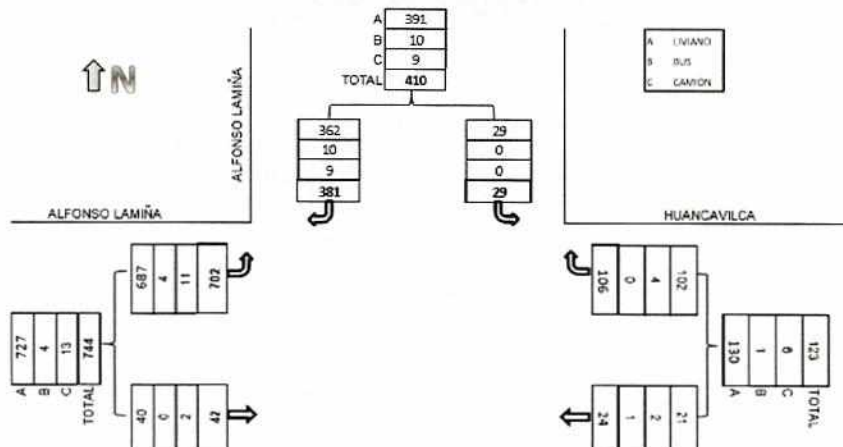 A 391
B 10
C 9
TOTAL 410
A LIVIANO
B BUS
C CAMION
N
ALFONSO LAMIÑA
362
10
9
381
29
0
0
29
ALFONSO LAMIÑA
HUANCAVILCA
687 4 11 702
106 0 4 102
727 4 13 744
A B C TOTAL
130 1 6 123
A B C TOTAL
40 0 2 42
24 1 2 21